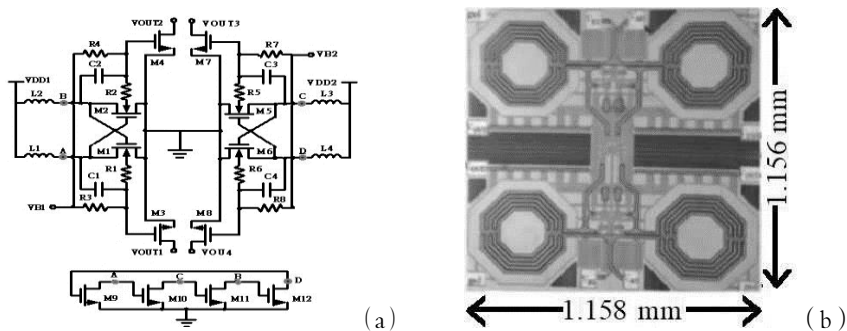 VOUT2 VOUT3
R4 M4 M7 R7 VB2
C2 C3
VDD1 VDD2
L2 B R2 R5 C L3
M2 M5
L1 A M1 M6 D L4
R1 R6
C1 C4
R3 R8
VB1 M3 M8
VOUT1 VOU4
A C B D
M9 M10 M11 M12
(a)
1.156 mm
1.158 mm
(b)